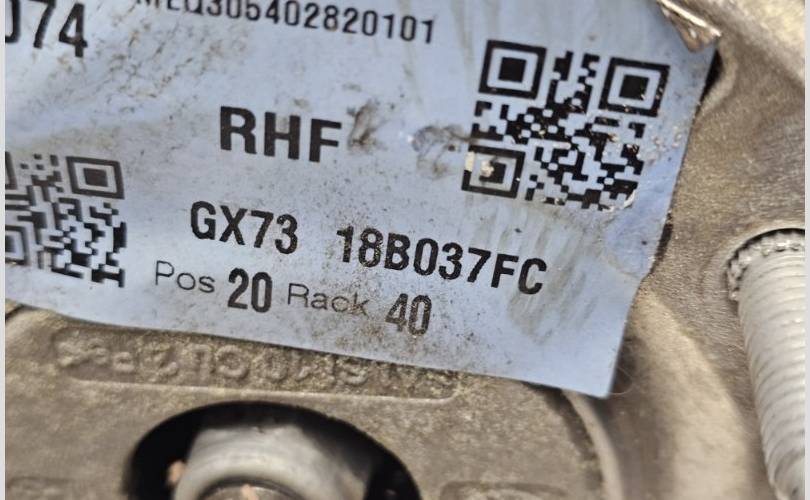 074
MEQ305402820101
RHF
GX73 18B037FC
Pos 20 Rack 40